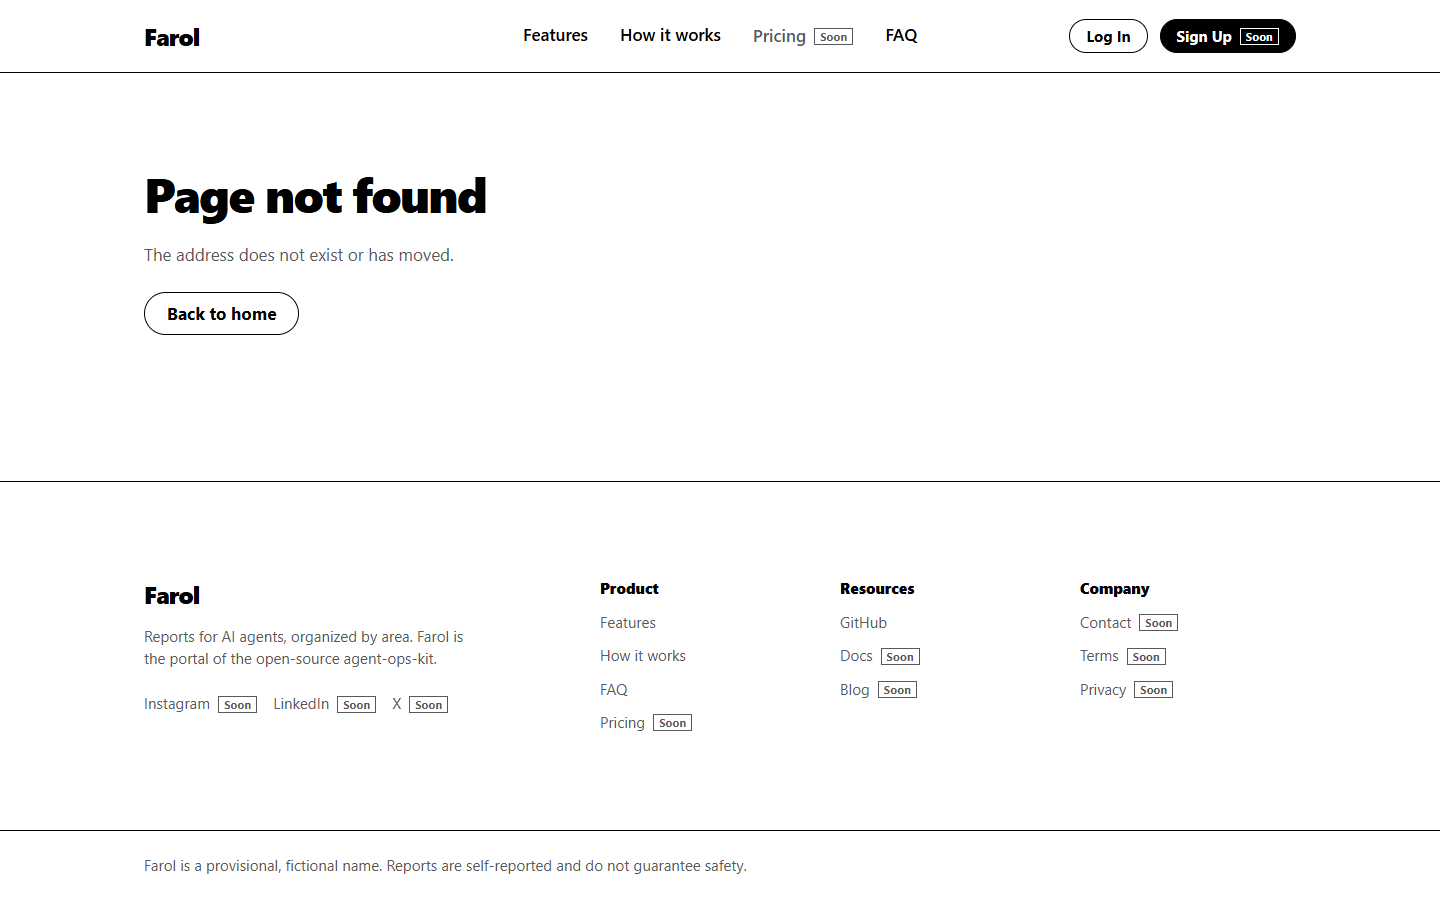 Farol
Features
How it works
Pricing Soon
FAQ
Log In
Sign Up Soon
Page not found
The address does not exist or has moved.
Back to home
Farol
Reports for AI agents, organized by area. Farol is
the portal of the open-source agent-ops-kit.
Instagram Soon LinkedIn Soon X Soon
Product
Features
How it works
FAQ
Pricing Soon
Resources
GitHub
Docs Soon
Blog Soon
Company
Contact Soon
Terms Soon
Privacy Soon
Farol is a provisional, fictional name. Reports are self-reported and do not guarantee safety.